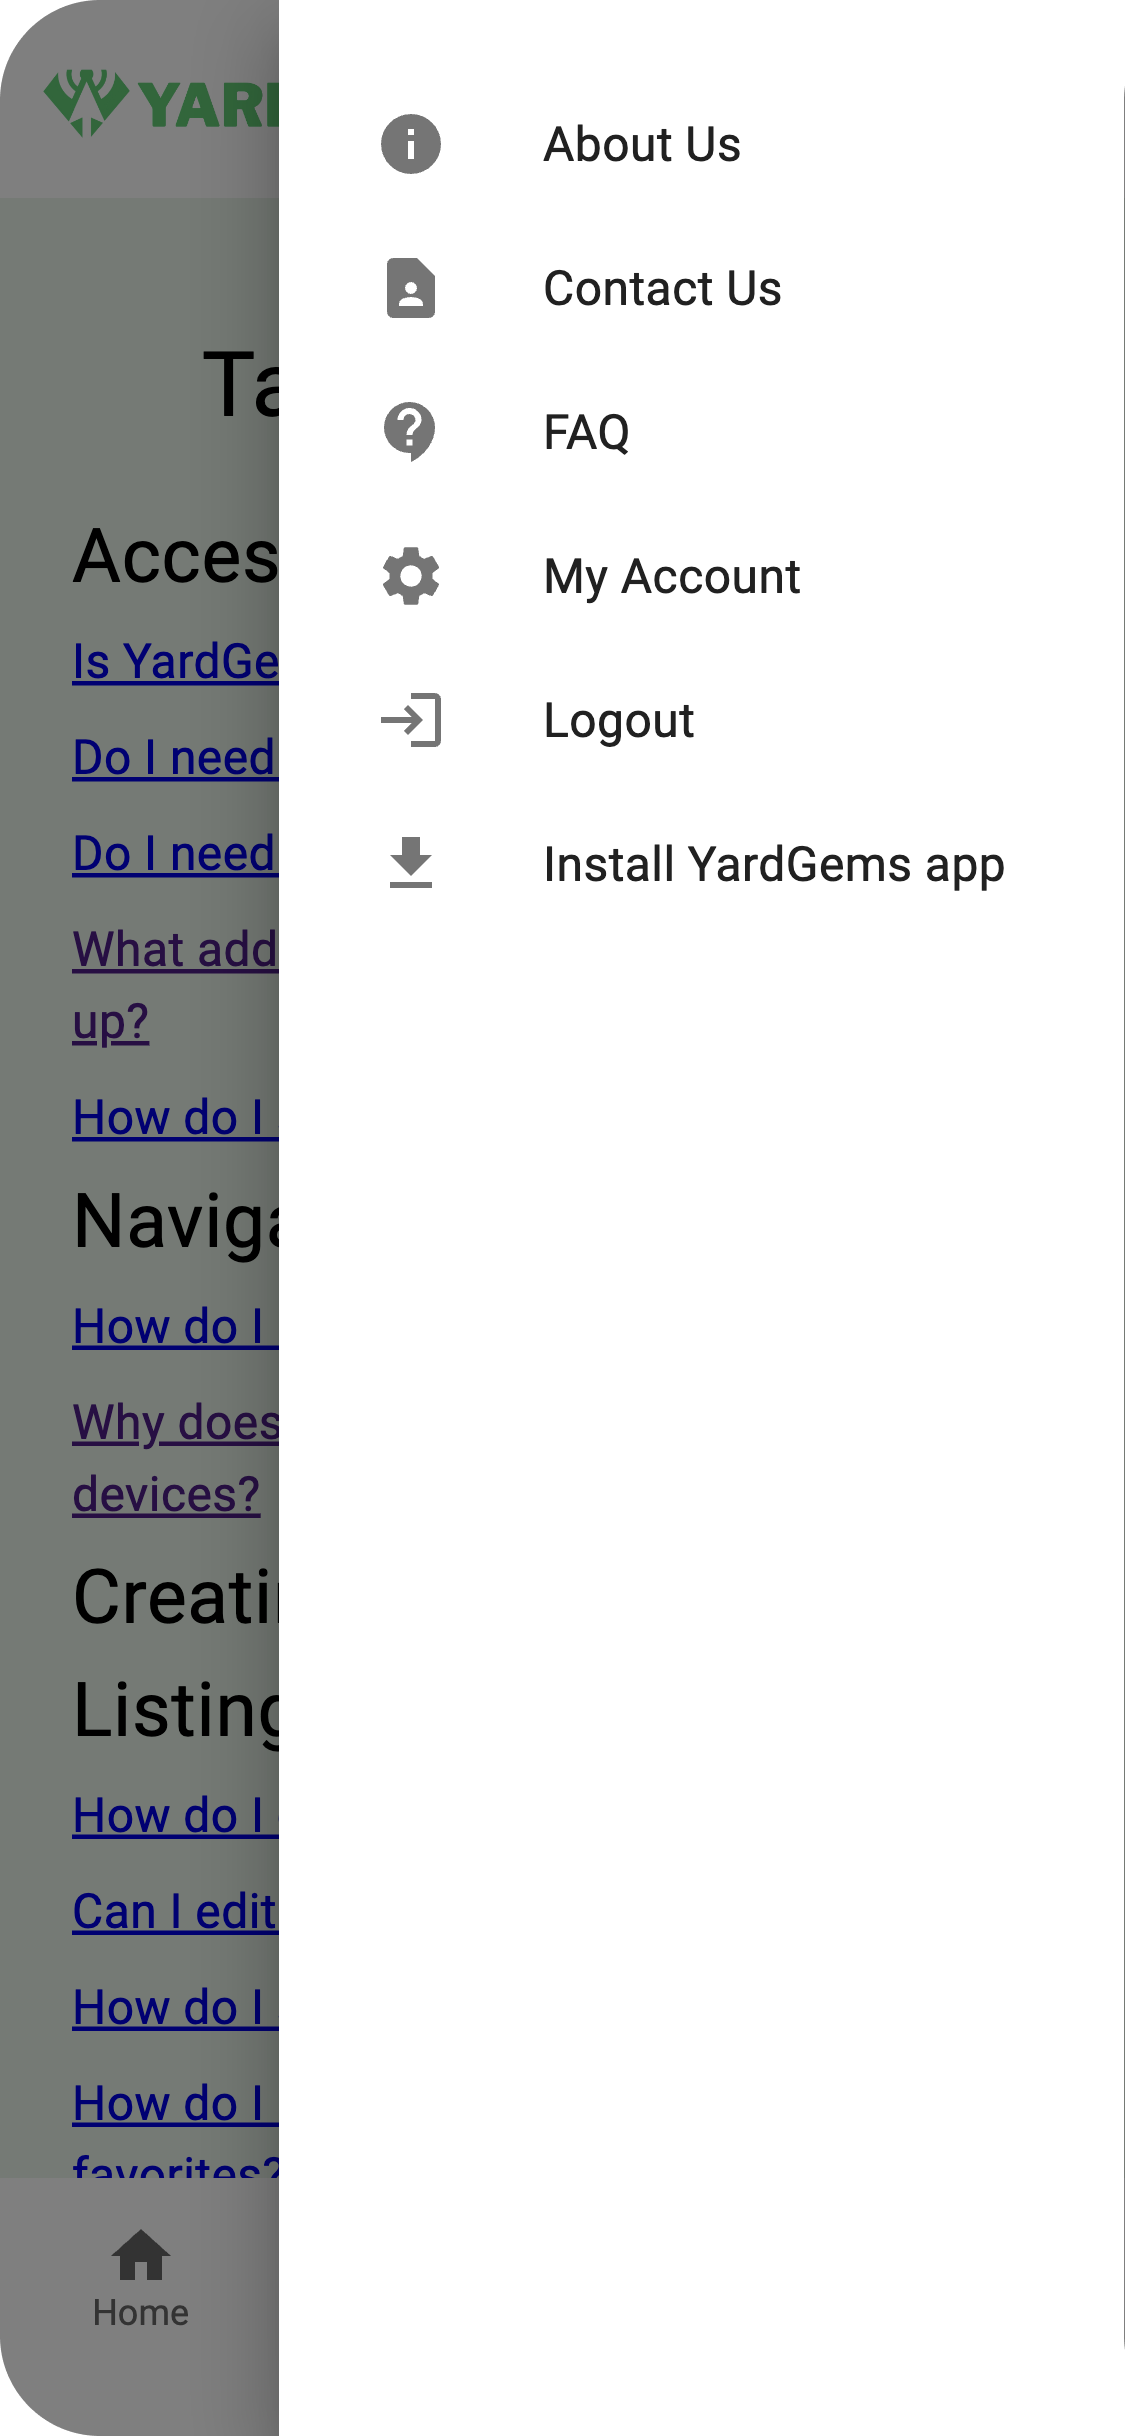 About Us
Contact Us
FAQ
My Account
Logout
Install YardGems app
Acces
Is YardGe
Do I need
Do I need
What add
up?
How do I
Naviga
How do I
Why does
devices?
Creati
Listing
How do I
Can I edit
How do I
How do I
favorites?
Home